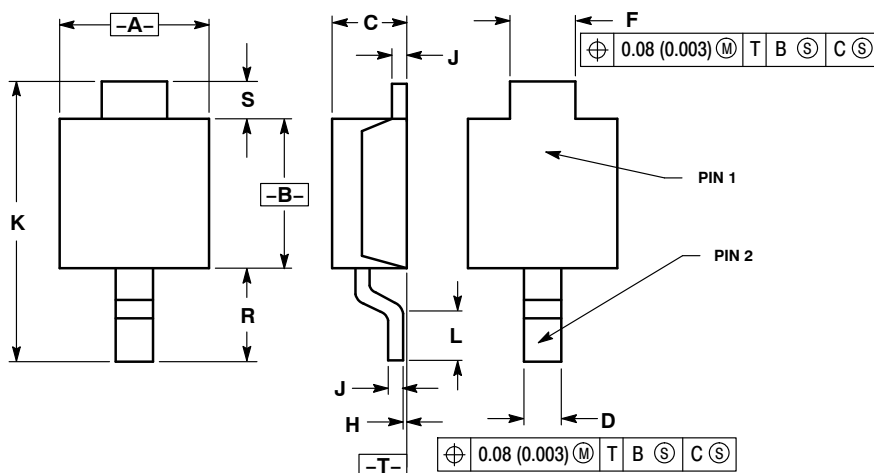 –A–
C
F
⌖ 0.08 (0.003) Ⓜ T B Ⓢ C Ⓢ
J
S
K
–B–
PIN 1
PIN 2
R
L
J
H
D
–T–
⌖ 0.08 (0.003) Ⓜ T B Ⓢ C Ⓢ